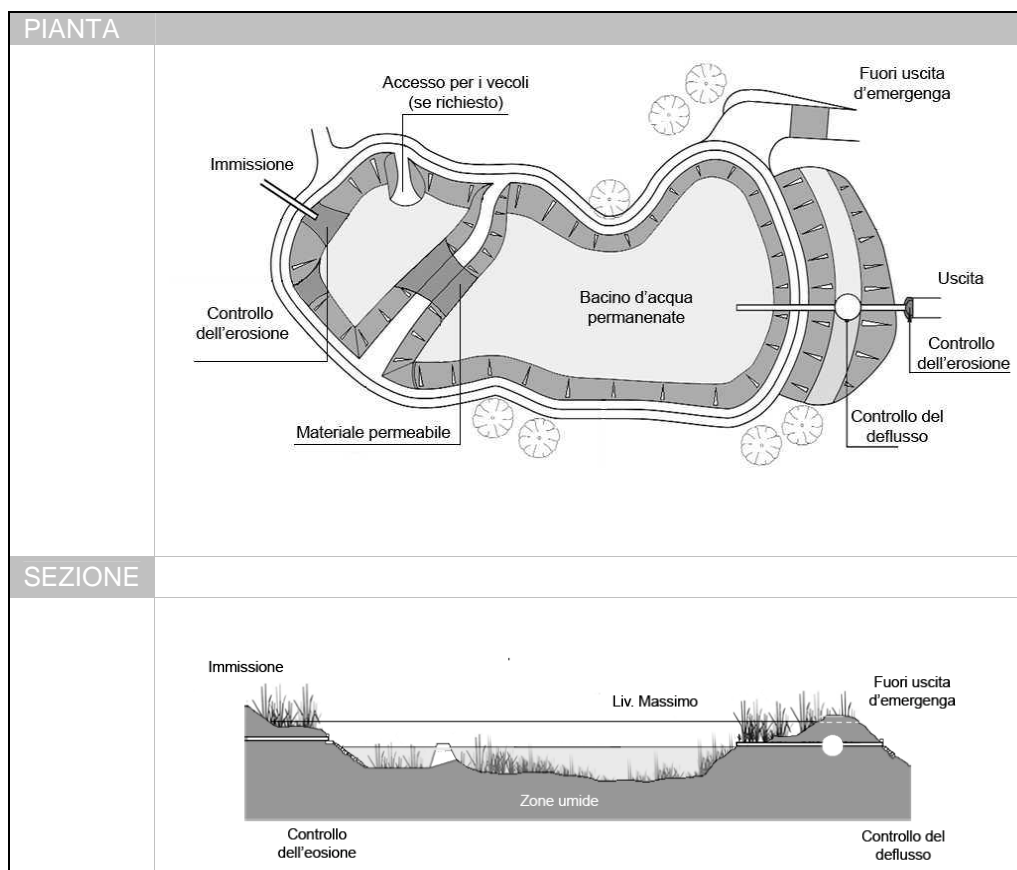 PIANTA
Accesso per i vecoli
(se richiesto)
Fuori uscita
d'emergenga
Immissione
Uscita
Bacino d'acqua
permanenate
Controllo
dell'erosione
Controllo
dell'erosione
Materiale permeabile
Controllo del
deflusso
SEZIONE
Immissione
Liv. Massimo
Fuori uscita
d'emergenga
Zone umide
Controllo
dell'eosione
Controllo del
deflusso